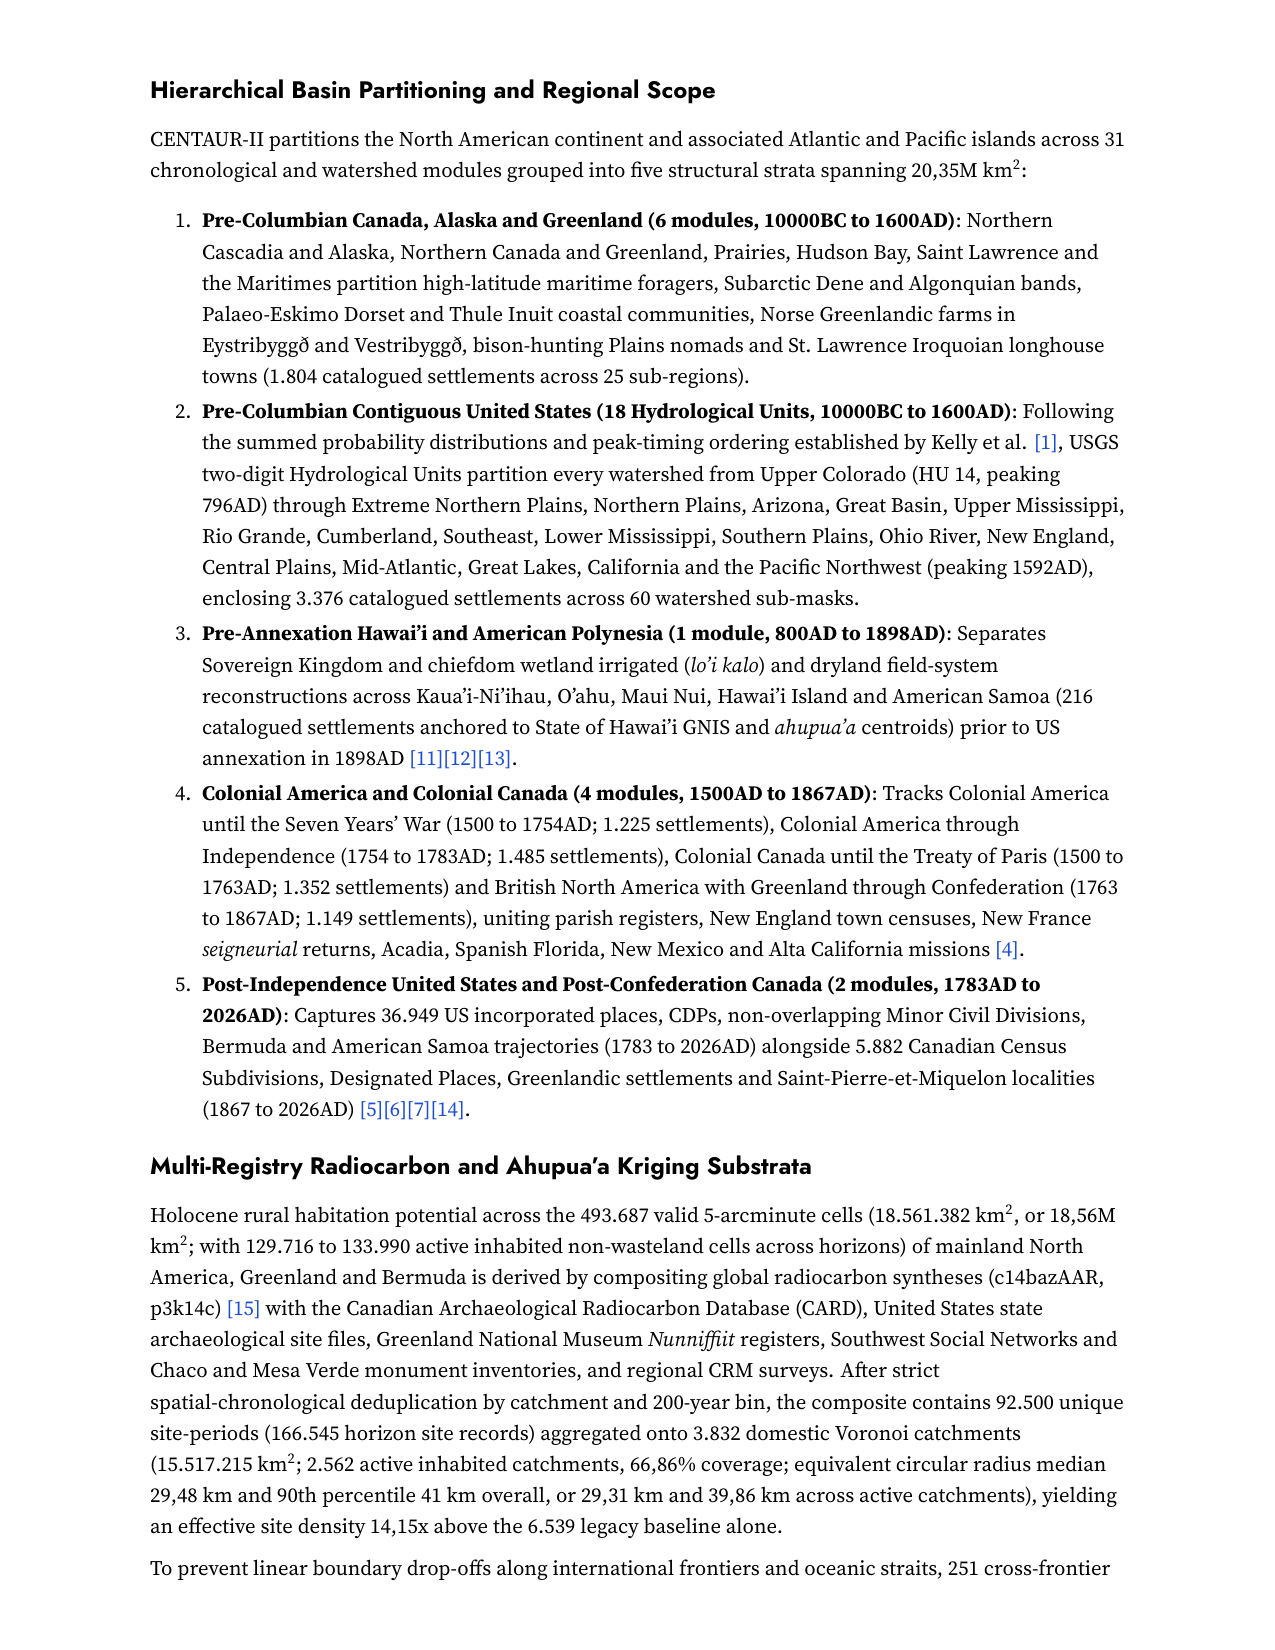 Hierarchical Basin Partitioning and Regional Scope
CENTAUR-II partitions the North American continent and associated Atlantic and Pacific islands across 31
chronological and watershed modules grouped into five structural strata spanning 20,35M km²:
1. Pre-Columbian Canada, Alaska and Greenland (6 modules, 10000BC to 1600AD): Northern
Cascadia and Alaska, Northern Canada and Greenland, Prairies, Hudson Bay, Saint Lawrence and
the Maritimes partition high-latitude maritime foragers, Subarctic Dene and Algonquian bands,
Palaeo-Eskimo Dorset and Thule Inuit coastal communities, Norse Greenlandic farms in
Eystribyggð and Vestribyggð, bison-hunting Plains nomads and St. Lawrence Iroquoian longhouse
towns (1.804 catalogued settlements across 25 sub-regions).
2. Pre-Columbian Contiguous United States (18 Hydrological Units, 10000BC to 1600AD): Following
the summed probability distributions and peak-timing ordering established by Kelly et al. [1], USGS
two-digit Hydrological Units partition every watershed from Upper Colorado (HU 14, peaking
796AD) through Extreme Northern Plains, Northern Plains, Arizona, Great Basin, Upper Mississippi,
Rio Grande, Cumberland, Southeast, Lower Mississippi, Southern Plains, Ohio River, New England,
Central Plains, Mid-Atlantic, Great Lakes, California and the Pacific Northwest (peaking 1592AD),
enclosing 3.376 catalogued settlements across 60 watershed sub-masks.
3. Pre-Annexation Hawai’i and American Polynesia (1 module, 800AD to 1898AD): Separates
Sovereign Kingdom and chiefdom wetland irrigated (lo’i kalo) and dryland field-system
reconstructions across Kaua’i-Ni’ihau, O’ahu, Maui Nui, Hawai’i Island and American Samoa (216
catalogued settlements anchored to State of Hawai’i GNIS and ahupua’a centroids) prior to US
annexation in 1898AD [11][12][13].
4. Colonial America and Colonial Canada (4 modules, 1500AD to 1867AD): Tracks Colonial America
until the Seven Years’ War (1500 to 1754AD; 1.225 settlements), Colonial America through
Independence (1754 to 1783AD; 1.485 settlements), Colonial Canada until the Treaty of Paris (1500 to
1763AD; 1.352 settlements) and British North America with Greenland through Confederation (1763
to 1867AD; 1.149 settlements), uniting parish registers, New England town censuses, New France
seigneurial returns, Acadia, Spanish Florida, New Mexico and Alta California missions [4].
5. Post-Independence United States and Post-Confederation Canada (2 modules, 1783AD to
2026AD): Captures 36.949 US incorporated places, CDPs, non-overlapping Minor Civil Divisions,
Bermuda and American Samoa trajectories (1783 to 2026AD) alongside 5.882 Canadian Census
Subdivisions, Designated Places, Greenlandic settlements and Saint-Pierre-et-Miquelon localities
(1867 to 2026AD) [5][6][7][14].
Multi-Registry Radiocarbon and Ahupua’a Kriging Substrata
Holocene rural habitation potential across the 493.687 valid 5-arcminute cells (18.561.382 km², or 18,56M
km²; with 129.716 to 133.990 active inhabited non-wasteland cells across horizons) of mainland North
America, Greenland and Bermuda is derived by compositing global radiocarbon syntheses (c14bazAAR,
p3k14c) [15] with the Canadian Archaeological Radiocarbon Database (CARD), United States state
archaeological site files, Greenland National Museum Nunniffiit registers, Southwest Social Networks and
Chaco and Mesa Verde monument inventories, and regional CRM surveys. After strict
spatial-chronological deduplication by catchment and 200-year bin, the composite contains 92.500 unique
site-periods (166.545 horizon site records) aggregated onto 3.832 domestic Voronoi catchments
(15.517.215 km²; 2.562 active inhabited catchments, 66,86% coverage; equivalent circular radius median
29,48 km and 90th percentile 41 km overall, or 29,31 km and 39,86 km across active catchments), yielding
an effective site density 14,15x above the 6.539 legacy baseline alone.
To prevent linear boundary drop-offs along international frontiers and oceanic straits, 251 cross-frontier